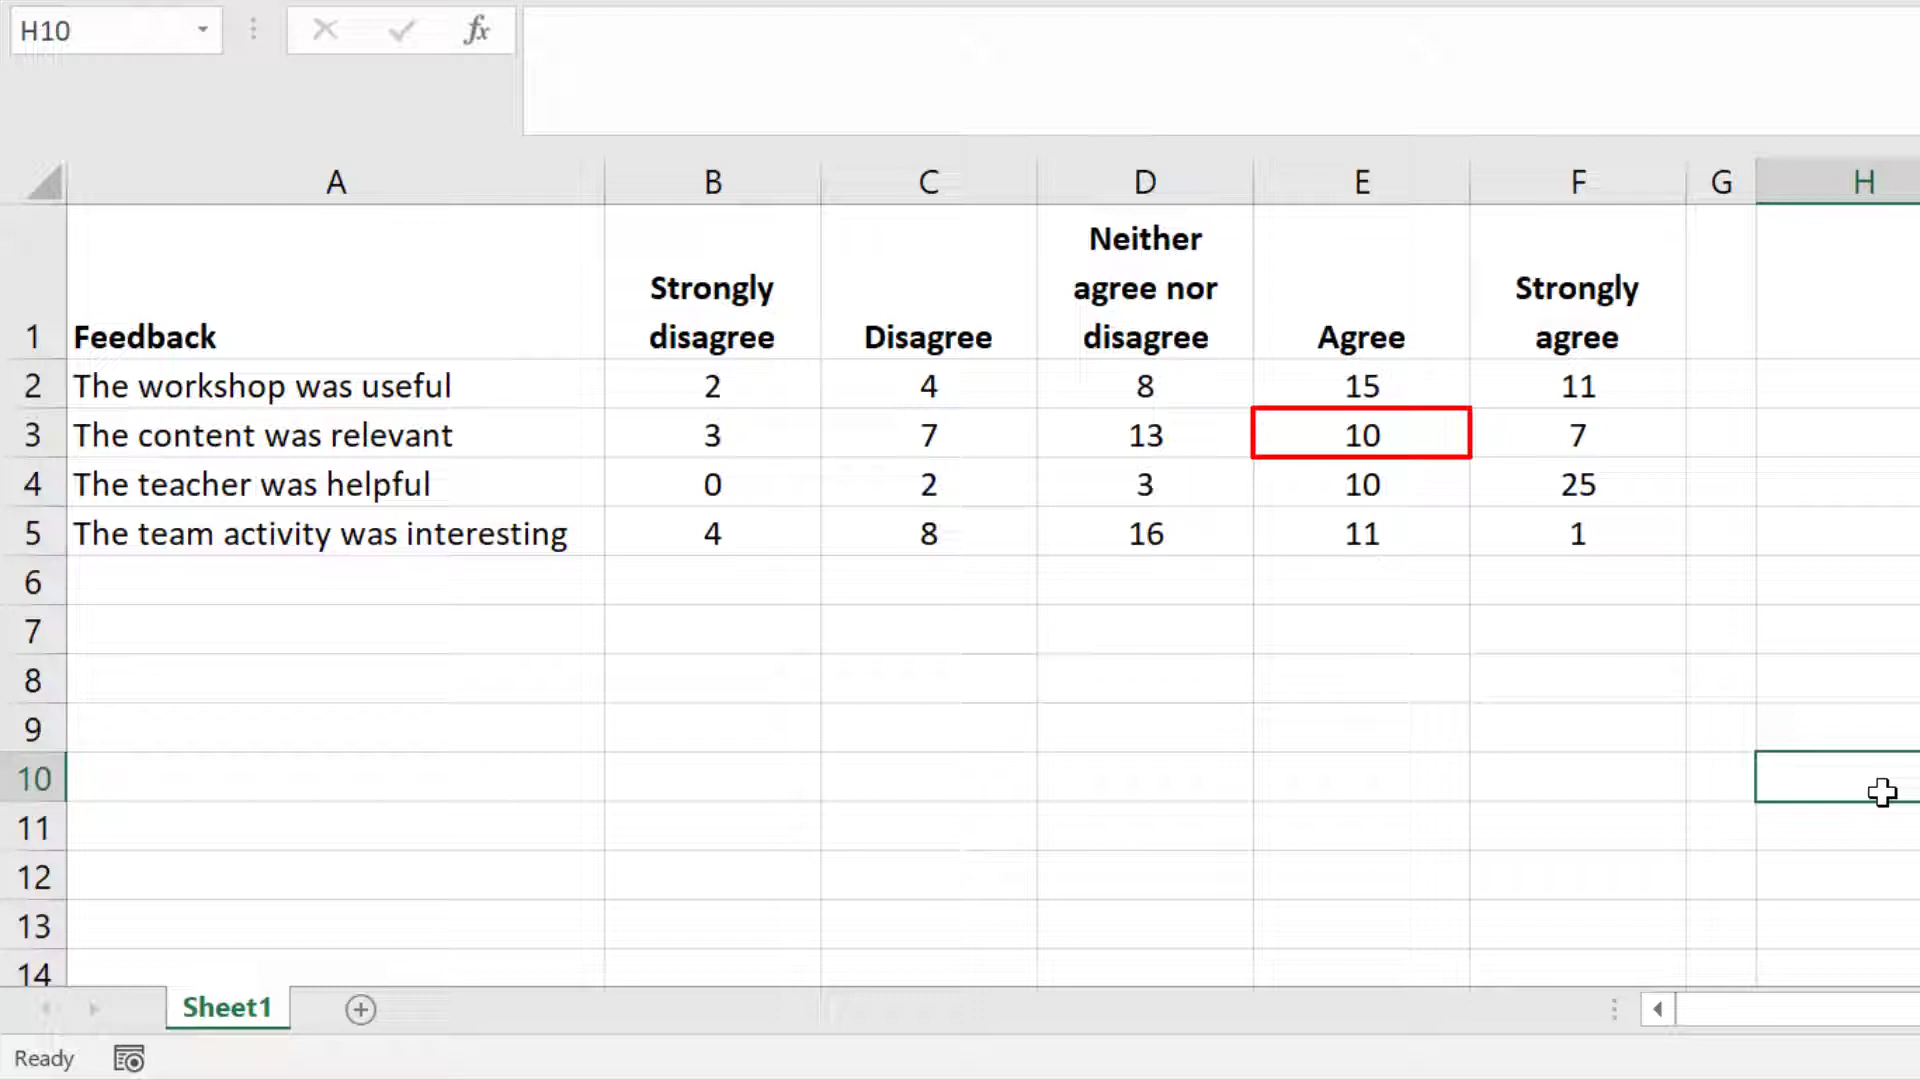 H10
fx
A B C D E F G H
1 Feedback Strongly disagree Disagree Neither agree nor disagree Agree Strongly agree
2 The workshop was useful 2 4 8 15 11
3 The content was relevant 3 7 13 10 7
4 The teacher was helpful 0 2 3 10 25
5 The team activity was interesting 4 8 16 11 1
6
7
8
9
10
11
12
13
14
Sheet1
Ready